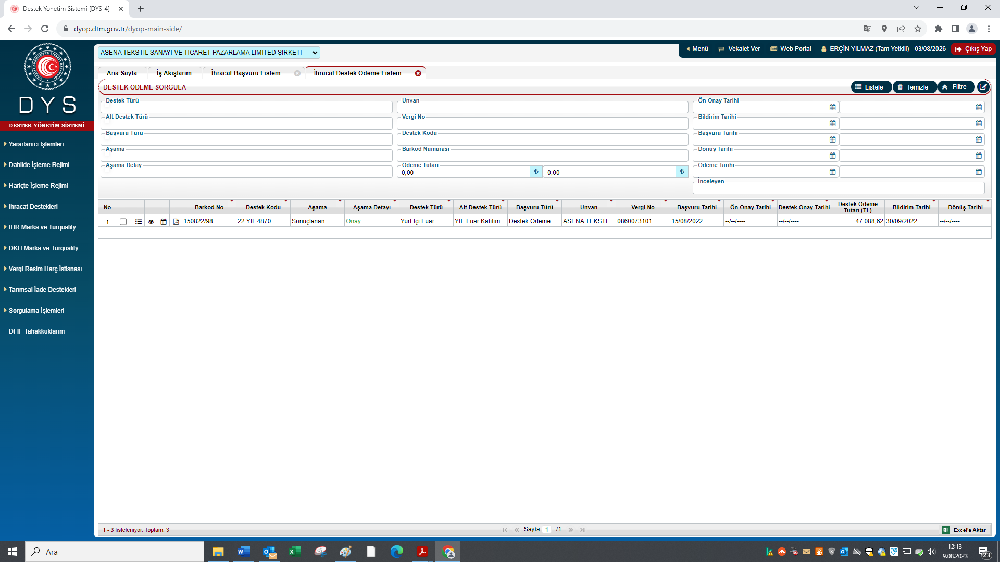 Destek Yönetim Sistemi [DYS-4]
dyop.dtm.gov.tr/dyop-main-side/
ASENA TEKSTİL SANAYİ VE TİCARET PAZARLAMA LİMİTED ŞİRKETİ
Menü Vekalet Ver Web Portal ERÇİN YILMAZ (Tam Yetkili) - 03/08/2026 Çıkış Yap
Ana Sayfa İş Akışlarım İhracat Başvuru Listem İhracat Destek Ödeme Listem
DESTEK ÖDEME SORGULA Listele Temizle Filtre
DYS
DESTEK YÖNETİM SİSTEMİ
Yararlanıcı İşlemleri
Dahilde İşleme Rejimi
Hariçte İşleme Rejimi
İhracat Destekleri
İHR Marka ve Turquality
DKH Marka ve Turquality
Vergi Resim Harç İstisnası
Tarımsal İade Destekleri
Sorgulama İşlemleri
DFİF Tahakkuklarım
Destek Türü Unvan Ön Onay Tarihi
Alt Destek Türü Vergi No Bildirim Tarihi
Başvuru Türü Destek Kodu Başvuru Tarihi
Aşama Barkod Numarası Dönüş Tarihi
Aşama Detay Ödeme Tutarı Ödeme Tarihi
0,00 ₺ 0,00 ₺
İnceleyen
No Barkod No Destek Kodu Aşama Aşama Detayı Destek Türü Alt Destek Türü Başvuru Türü Unvan Vergi No Başvuru Tarihi Ön Onay Tarihi Destek Onay Tarihi Destek Ödeme Tutarı (TL) Bildirim Tarihi Dönüş Tarihi
1 150822/98 22.YIF.4870 Sonuçlanan Onay Yurt İçi Fuar YİF Fuar Katılım Destek Ödeme ASENA TEKSTİ... 0860073101 15/08/2022 --/--/---- --/--/---- 47.088,62 30/09/2022 --/--/----
1 - 3 listeleniyor. Toplam: 3 Sayfa 1 /1 Excel'e Aktar
Ara
12:13
9.08.2023
23